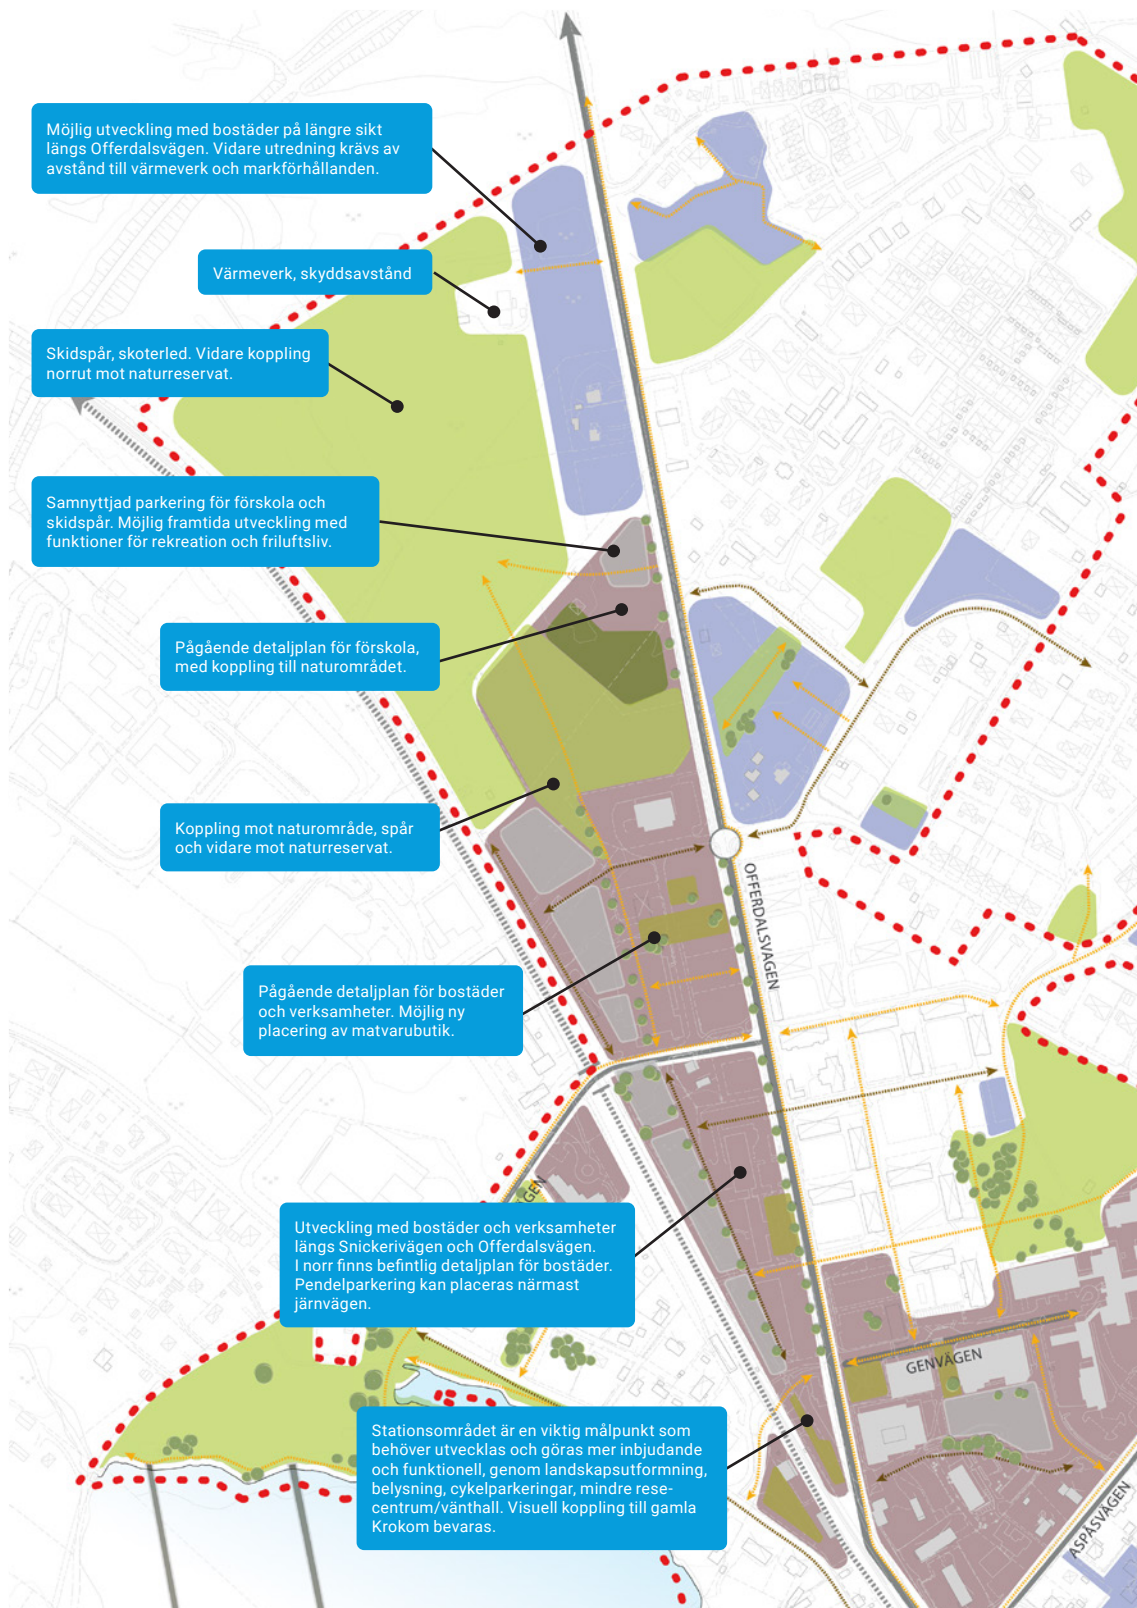 Möjlig utveckling med bostäder på längre sikt
längs Offerdalsvägen. Vidare utredning krävs av
avstånd till värmeverk och markförhållanden.
Värmeverk, skyddsavstånd
Skidspår, skoterled. Vidare koppling
norrut mot naturreservat.
Samnyttjad parkering för förskola och
skidspår. Möjlig framtida utveckling med
funktioner för rekreation och friluftsliv.
Pågående detaljplan för förskola,
med koppling till naturområdet.
Koppling mot naturområde, spår
och vidare mot naturreservat.
OFFERDALSVÄGEN
Pågående detaljplan för bostäder
och verksamheter. Möjlig ny
placering av matvarubutik.
Utveckling med bostäder och verksamheter
längs Snickerivägen och Offerdalsvägen.
I norr finns befintlig detaljplan för bostäder.
Pendelparkering kan placeras närmast
järnvägen.
GENVÄGEN
Stationsområdet är en viktig målpunkt som
behöver utvecklas och göras mer inbjudande
och funktionell, genom landskapsutformning,
belysning, cykelparkeringar, mindre rese-
centrum/vänthall. Visuell koppling till gamla
Krokom bevaras.
ASPÅSVÄGEN